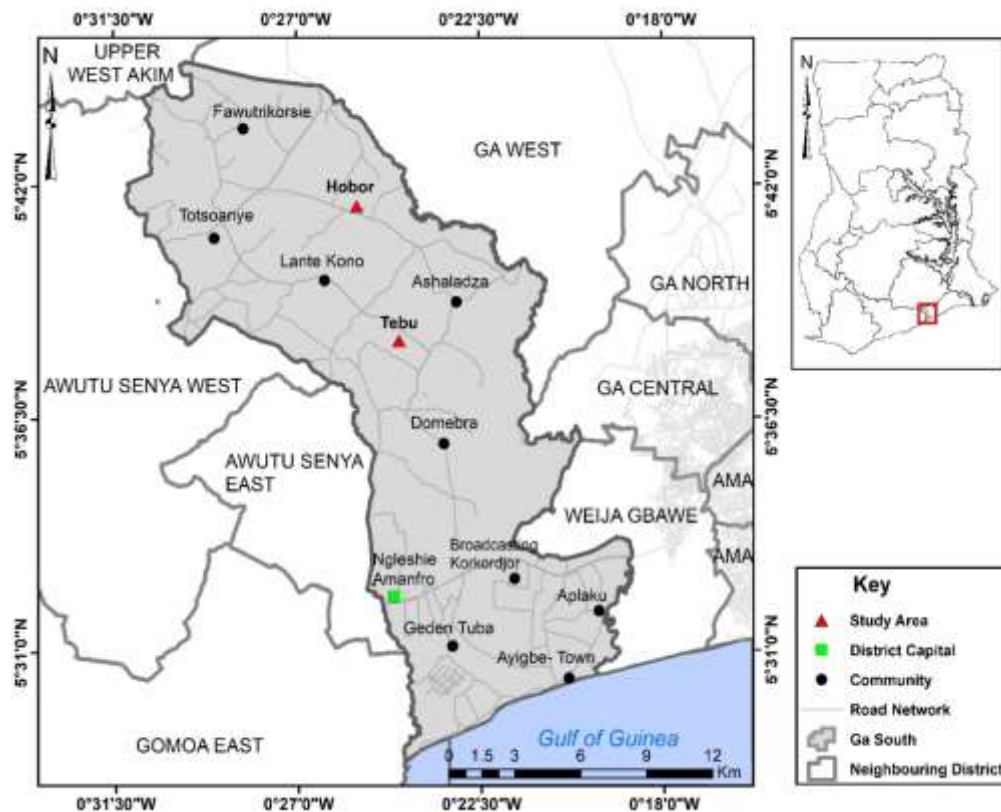 0°31'30"W 0°27'0"W 0°22'30"W 0°18'0"W
UPPER
WEST AKIM
N
Fawutrikorsie
GA WEST
5°42'0"N
Hobor
5°42'0"N
Totsoanye
Lante Kono
Ashaladza
GA NORTH
Tebu
AWUTU SENYA WEST
GA CENTRAL
5°36'30"N
Domebra
5°36'30"N
AWUTU SENYA
EAST
AMA
WEIJA GBAWE
Ngleshie
Amanfro
Broadcasting
Korkordjor
AMA
Aplaku
Geden Tuba
5°31'0"N
Ayigbe- Town
5°31'0"N
GOMOA EAST
Gulf of Guinea
0 1.5 3 6 9 12
Km
0°31'30"W 0°27'0"W 0°22'30"W 0°18'0"W
N
Key
Study Area
District Capital
Community
Road Network
Ga South
Neighbouring District